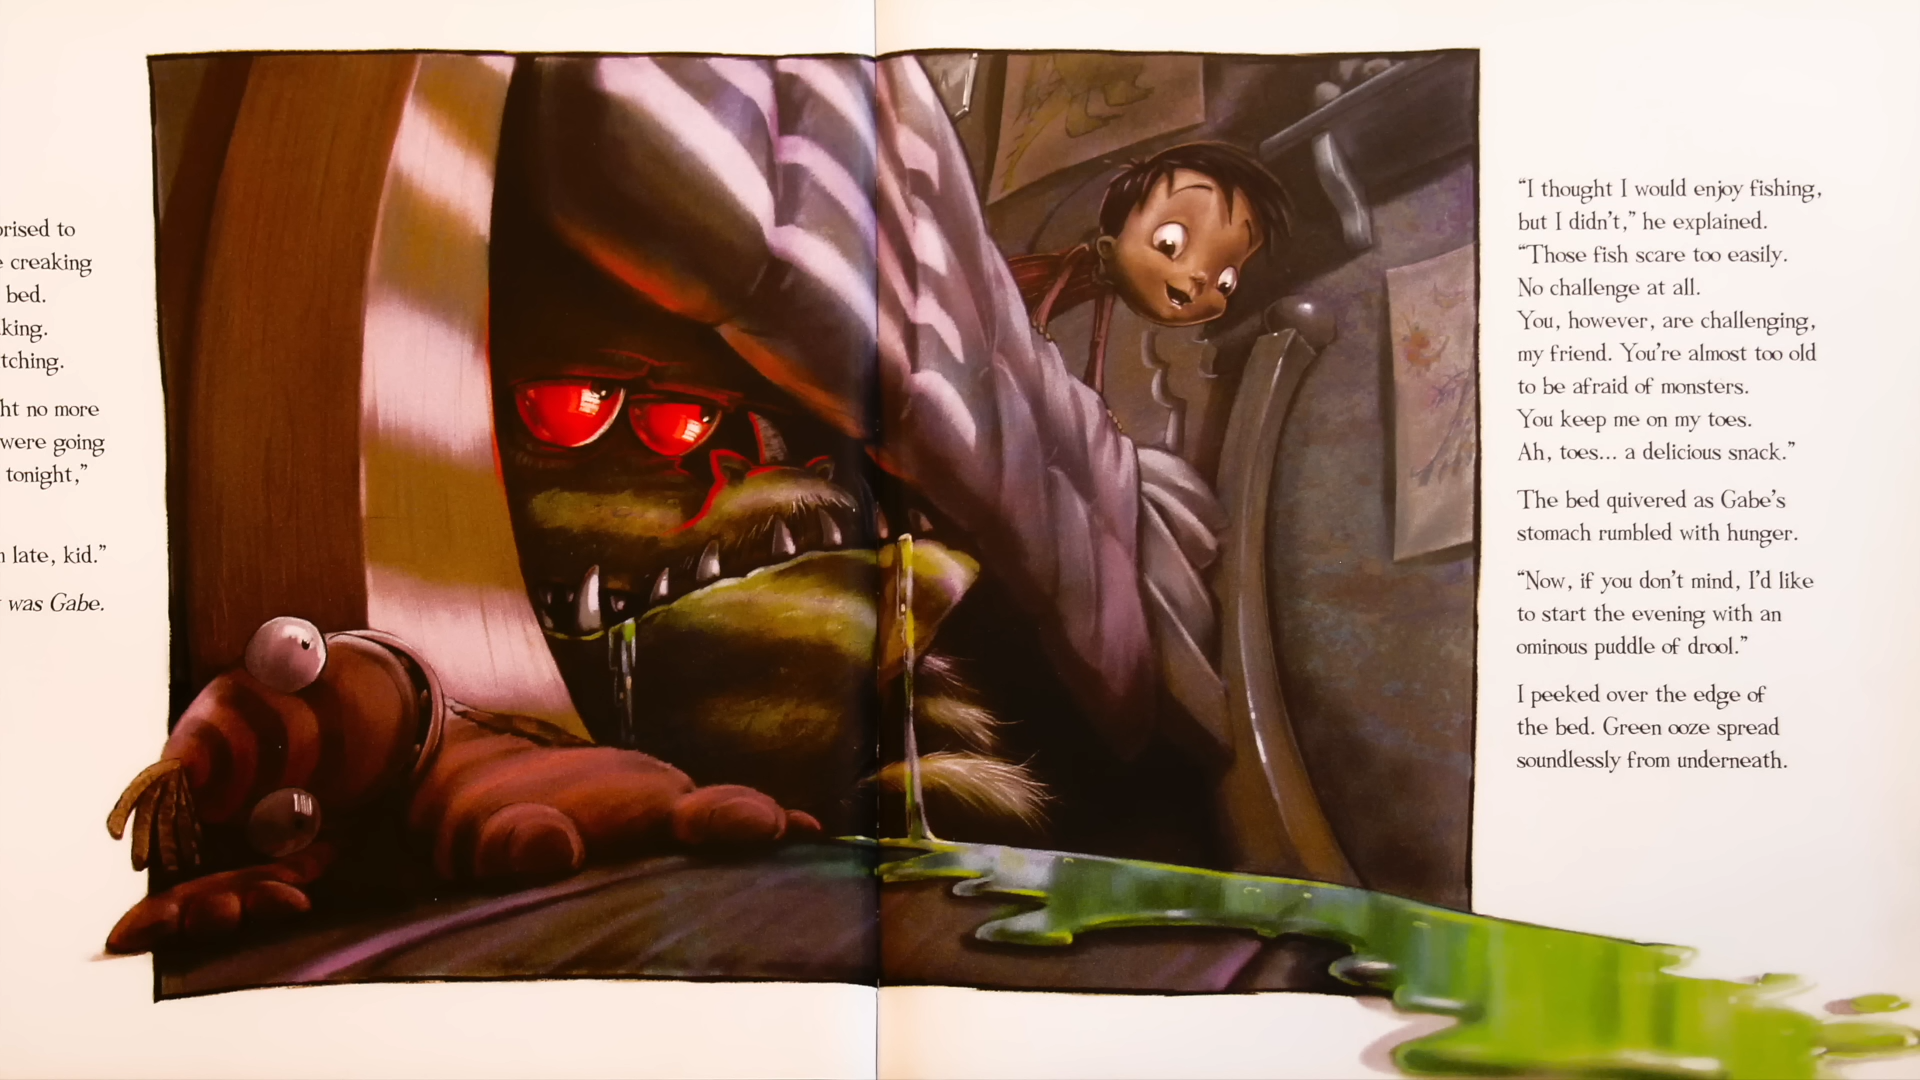 to
creaking
bed.
no more
were going
tonight,”
late, kid.”
was Gabe.
“I thought I would enjoy fishing,
but I didn’t,” he explained.
“Those fish scare too easily.
No challenge at all.
You, however, are challenging,
my friend. You’re almost too old
to be afraid of monsters.
You keep me on my toes.
Ah, toes... a delicious snack.”
The bed quivered as Gabe’s
stomach rumbled with hunger.
“Now, if you don’t mind, I’d like
to start the evening with an
ominous puddle of drool.”
I peeked over the edge of
the bed. Green ooze spread
soundlessly from underneath.